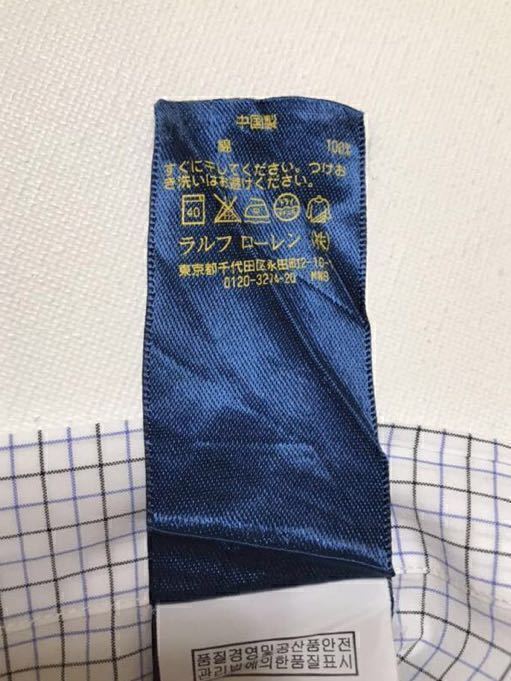 中国製
綿 100%
すぐに干してください。つけお
き洗いはお避けください。
40
ラルフ ローレン (株)
東京都千代田区永田町2-10-
0120-3274-20 MNB
품질경영및공산품안전
관리법에의한품질표시